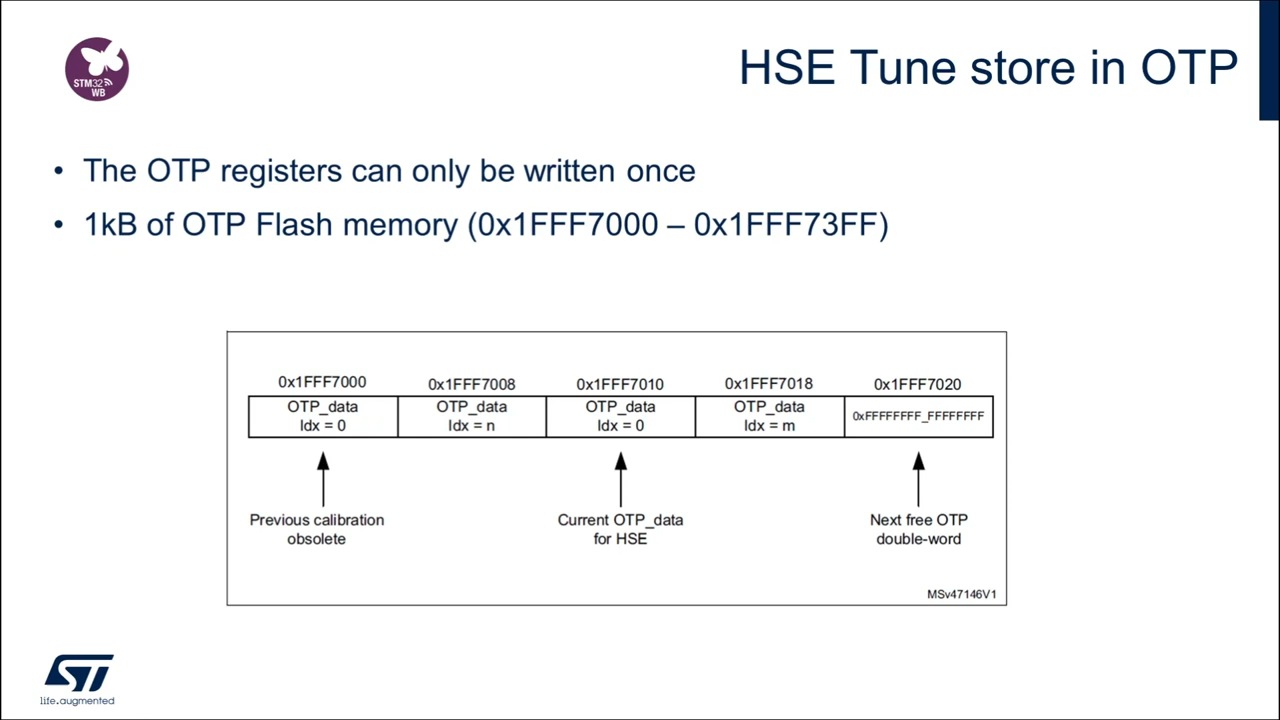 STM32
WB
HSE Tune store in OTP
• The OTP registers can only be written once
• 1kB of OTP Flash memory (0x1FFF7000 – 0x1FFF73FF)
0x1FFF7000 0x1FFF7008 0x1FFF7010 0x1FFF7018 0x1FFF7020
OTP_data OTP_data OTP_data OTP_data 0xFFFFFFFF_FFFFFFFF
Idx = 0 Idx = n Idx = 0 Idx = m
Previous calibration Current OTP_data Next free OTP
obsolete for HSE double-word
MSv47146V1
ST
life.augmented